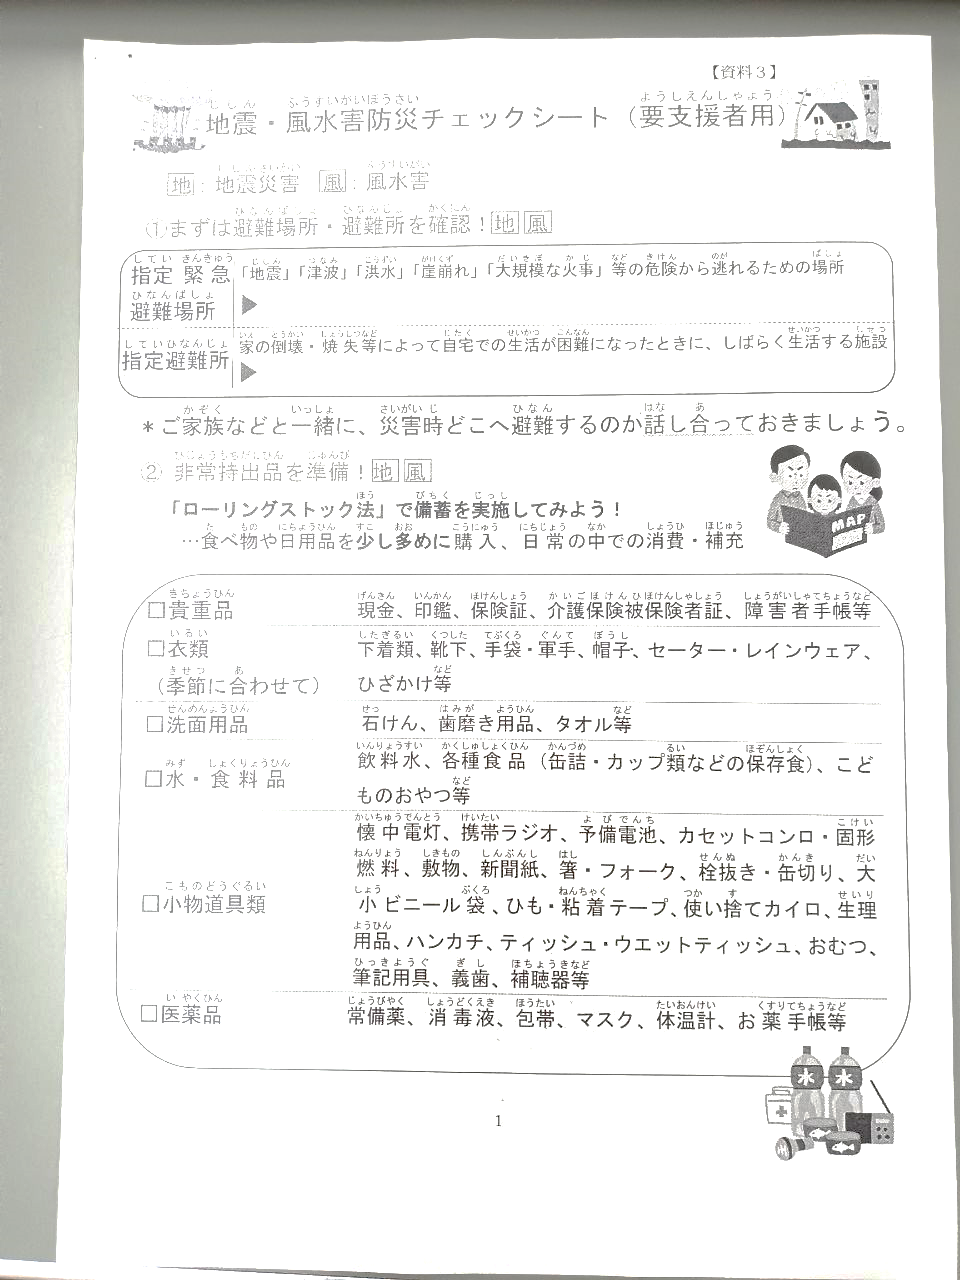 【資料3】
地震・風水害防災チェックシート（要支援者用）
地：地震災害 風：風水害
①まずは避難場所・避難所を確認！地 風
指定緊急避難場所
「地震」「津波」「洪水」「崖崩れ」「大規模な火事」等の危険から逃れるための場所
▶
指定避難所
家の倒壊・焼失等によって自宅での生活が困難になったときに、しばらく生活する施設
▶
＊ご家族などと一緒に、災害時どこへ避難するのか話し合っておきましょう。
② 非常持出品を準備！地 風
「ローリングストック法」で備蓄を実施してみよう！
…食べ物や日用品を少し多めに購入、日常の中での消費・補充
MAP
□貴重品 現金、印鑑、保険証、介護保険被保険者証、障害者手帳等
□衣類 下着類、靴下、手袋・軍手、帽子、セーター・レインウェア、
（季節に合わせて） ひざかけ等
□洗面用品 石けん、歯磨き用品、タオル等
□水・食料品 飲料水、各種食品（缶詰・カップ類などの保存食）、こど
ものおやつ等
□小物道具類 懐中電灯、携帯ラジオ、予備電池、カセットコンロ・固形
燃料、敷物、新聞紙、箸・フォーク、栓抜き・缶切り、大
小ビニール袋、ひも・粘着テープ、使い捨てカイロ、生理
用品、ハンカチ、ティッシュ・ウエットティッシュ、おむつ、
筆記用具、義歯、補聴器等
□医薬品 常備薬、消毒液、包帯、マスク、体温計、お薬手帳等
水 水
1